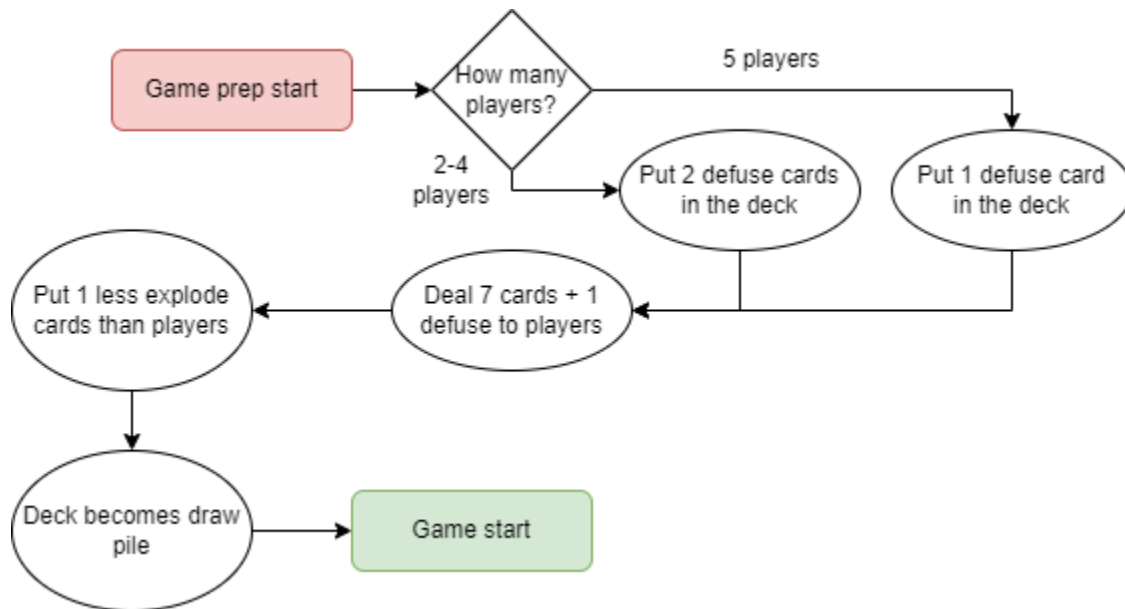 Game prep start
How many
players?
5 players
2-4
players
Put 2 defuse cards
in the deck
Put 1 defuse card
in the deck
Deal 7 cards + 1
defuse to players
Put 1 less explode
cards than players
Deck becomes draw
pile
Game start